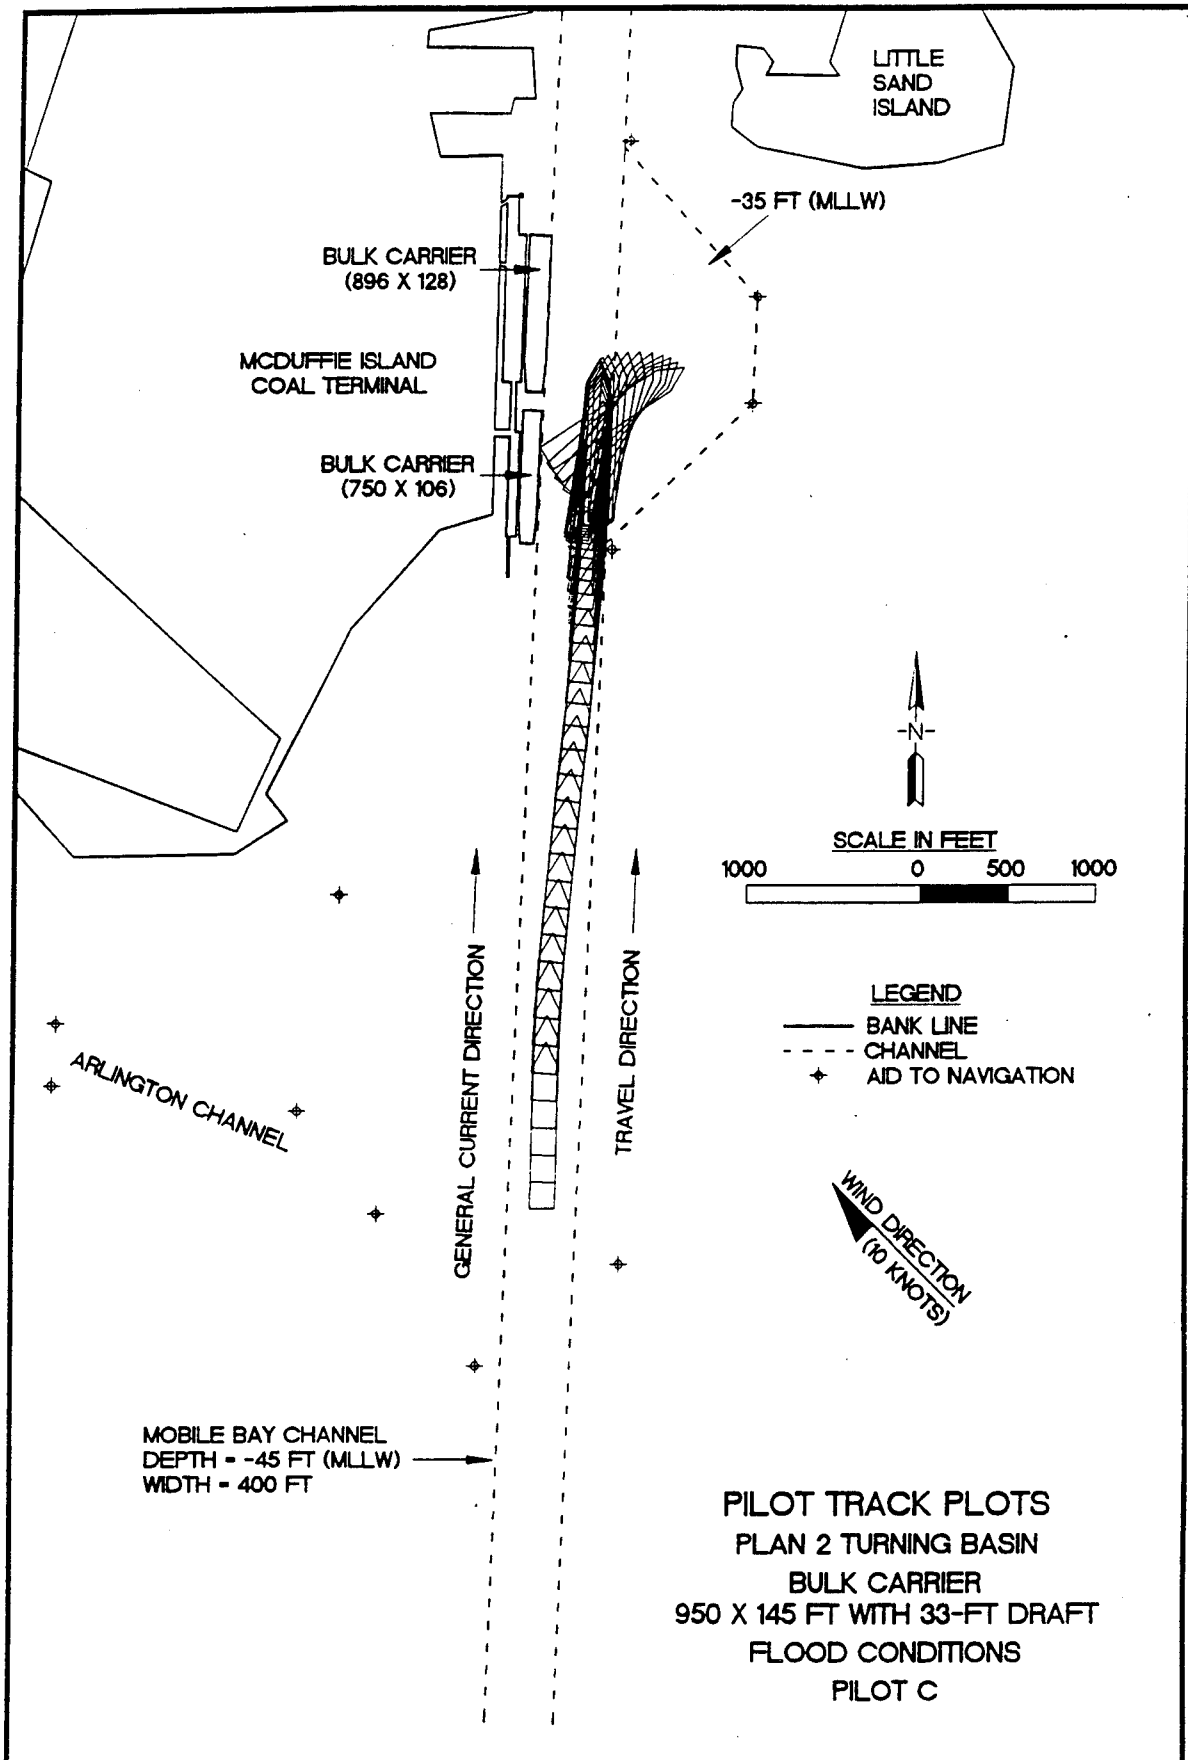 LITTLE
SAND
ISLAND
-35 FT (MLLW)
BULK CARRIER
(896 X 128)
MCDUFFIE ISLAND
COAL TERMINAL
BULK CARRIER
(750 X 106)
-N-
SCALE IN FEET
1000 0 500 1000
GENERAL CURRENT DIRECTION
TRAVEL DIRECTION
LEGEND
BANK LINE
CHANNEL
AID TO NAVIGATION
ARLINGTON CHANNEL
WIND DIRECTION
(10 KNOTS)
MOBILE BAY CHANNEL
DEPTH = -45 FT (MLLW)
WIDTH = 400 FT
PILOT TRACK PLOTS
PLAN 2 TURNING BASIN
BULK CARRIER
950 X 145 FT WITH 33-FT DRAFT
FLOOD CONDITIONS
PILOT C